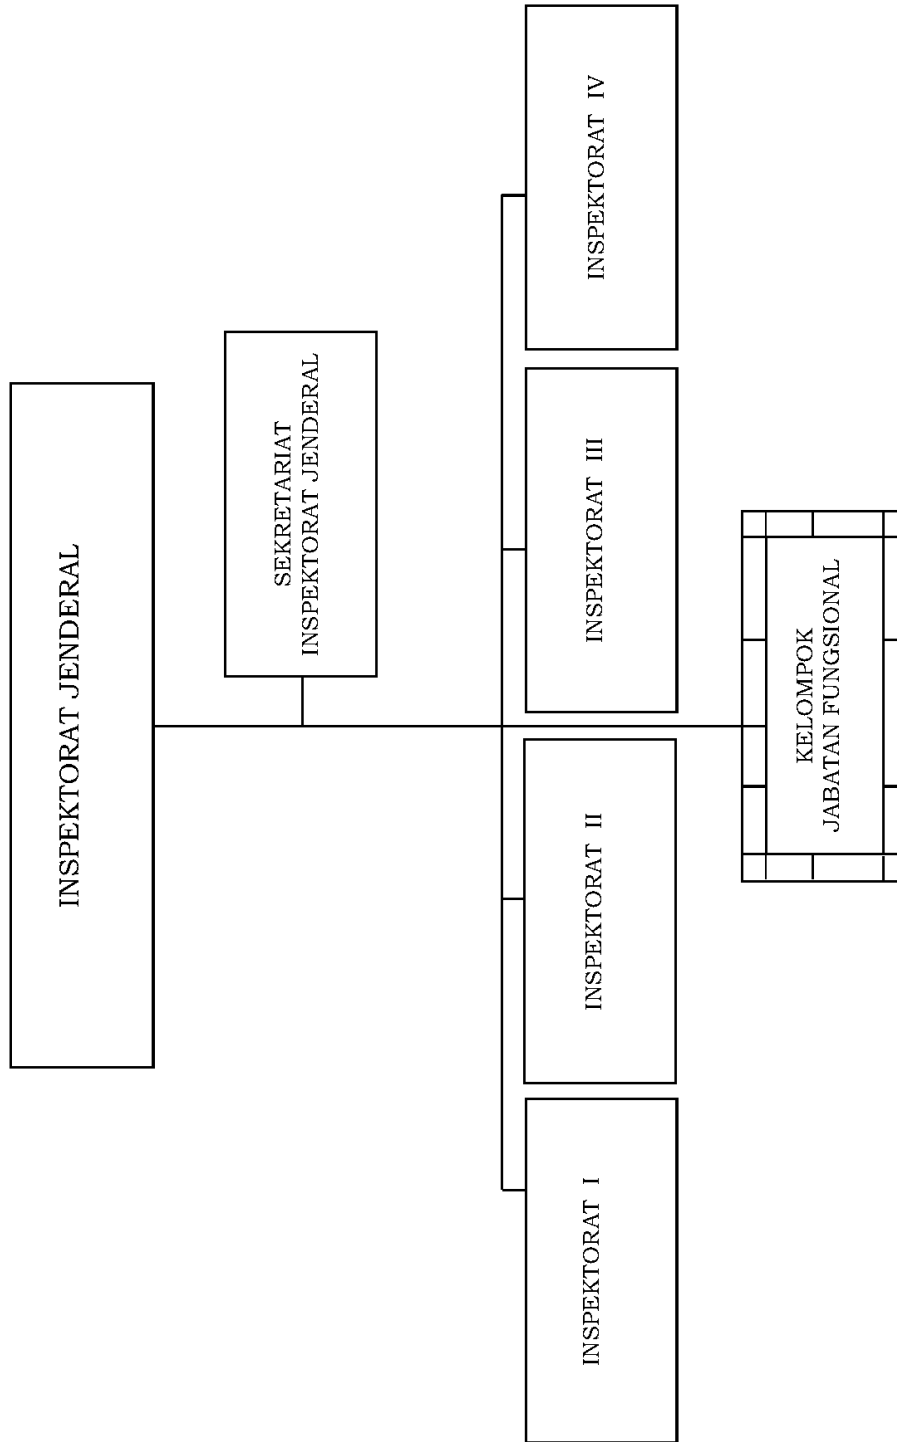 INSPEKTORAT JENDERAL
SEKRETARIAT
INSPEKTORAT JENDERAL
INSPEKTORAT I
INSPEKTORAT II
INSPEKTORAT III
INSPEKTORAT IV
KELOMPOK
JABATAN FUNGSIONAL